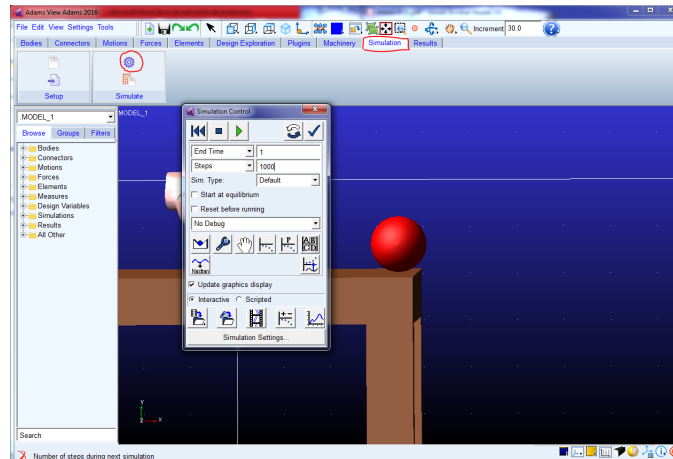 Adams View Adams 2016
File Edit View Settings Tools
Increment 30.0
Bodies Connectors Motions Forces Elements Design Exploration Plugins Machinery Simulation Results
Setup Simulate
.MODEL_1
MODEL_1
Browse Groups Filters
Bodies
Connectors
Motions
Forces
Elements
Measures
Design Variables
Simulations
Results
All Other
Simulation Control
End Time 1
Steps 1000
Sim. Type: Default
Start at equilibrium
Reset before running
No Debug
Update graphics display
Interactive Scripted
Simulation Settings...
Y
Z X
Search
Number of steps during next simulation